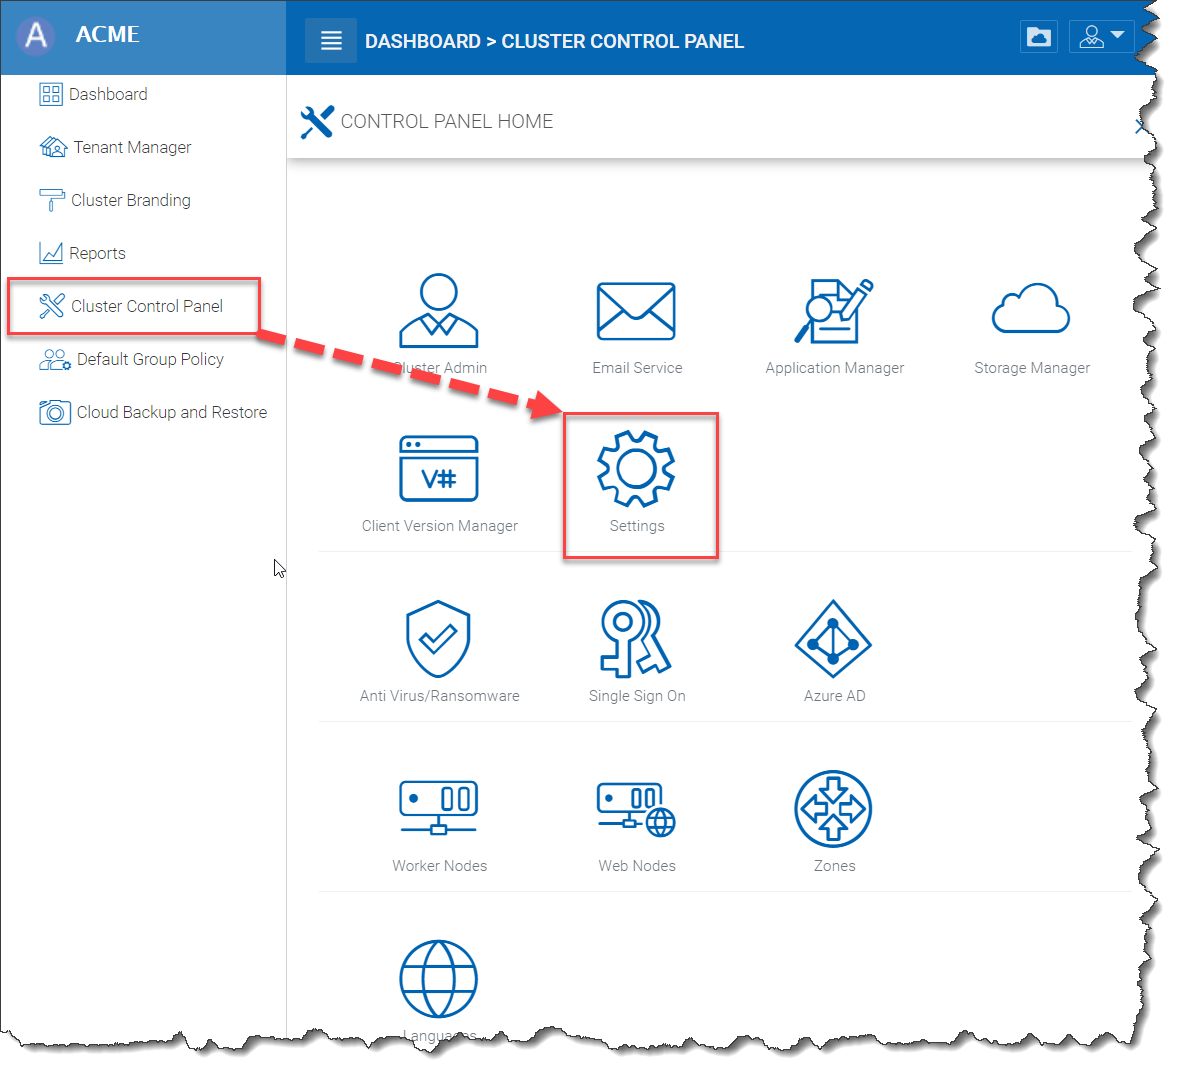 A ACME
DASHBOARD > CLUSTER CONTROL PANEL
Dashboard
Tenant Manager
Cluster Branding
Reports
Cluster Control Panel
Default Group Policy
Cloud Backup and Restore
CONTROL PANEL HOME
Cluster Admin
Email Service
Application Manager
Storage Manager
V#
Client Version Manager
Settings
Anti Virus/Ransomware
Single Sign On
Azure AD
Worker Nodes
Web Nodes
Zones
Languages